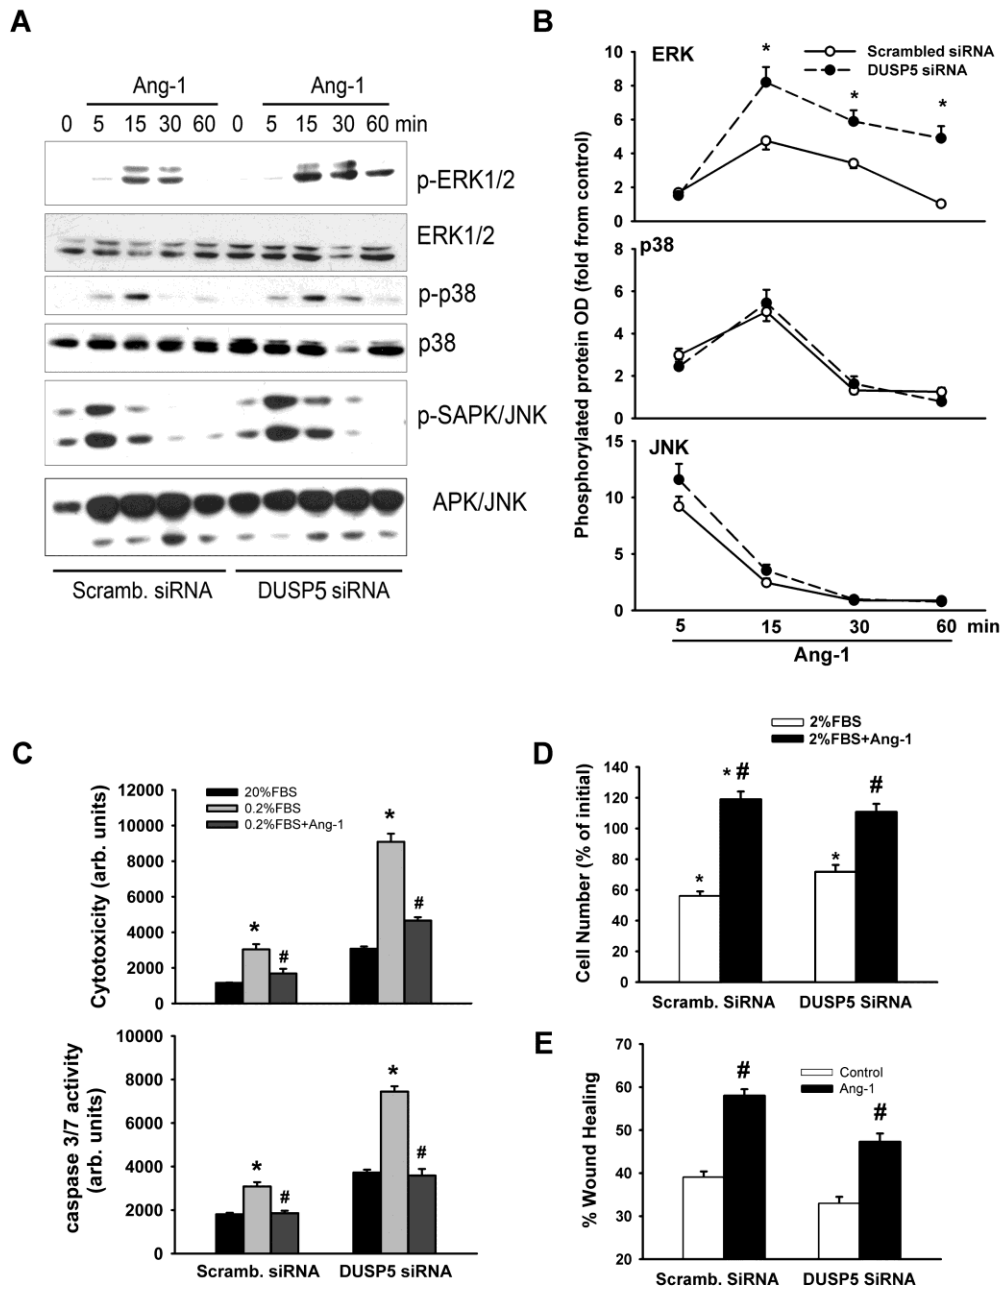 A
Ang-1 Ang-1
0 5 15 30 60 0 5 15 30 60 min
p-ERK1/2
ERK1/2
p-p38
p38
p-SAPK/JNK
APK/JNK
Scramb. siRNA DUSP5 siRNA
B
Phosphorylated protein OD (fold from control)
ERK
Scrambled siRNA
DUSP5 siRNA
10
8
6
4
2
0
* * *
p38
8
6
4
2
0
JNK
15
10
5
0
5 15 30 60 min
Ang-1
C
Cytotoxicity (arb. units)
20%FBS
0.2%FBS
0.2%FBS+Ang-1
12000
10000
8000
6000
4000
2000
0
* # * #
caspase 3/7 activity
(arb. units)
10000
8000
6000
4000
2000
0
* # * #
Scramb. siRNA DUSP5 siRNA
D
2%FBS
2%FBS+Ang-1
Cell Number (% of initial)
140
120
100
80
60
40
20
0
* *# * #
Scramb. SiRNA DUSP5 SiRNA
E
% Wound Healing
Control
Ang-1
70
60
50
40
30
20
# #
Scramb. SiRNA DUSP5 SiRNA